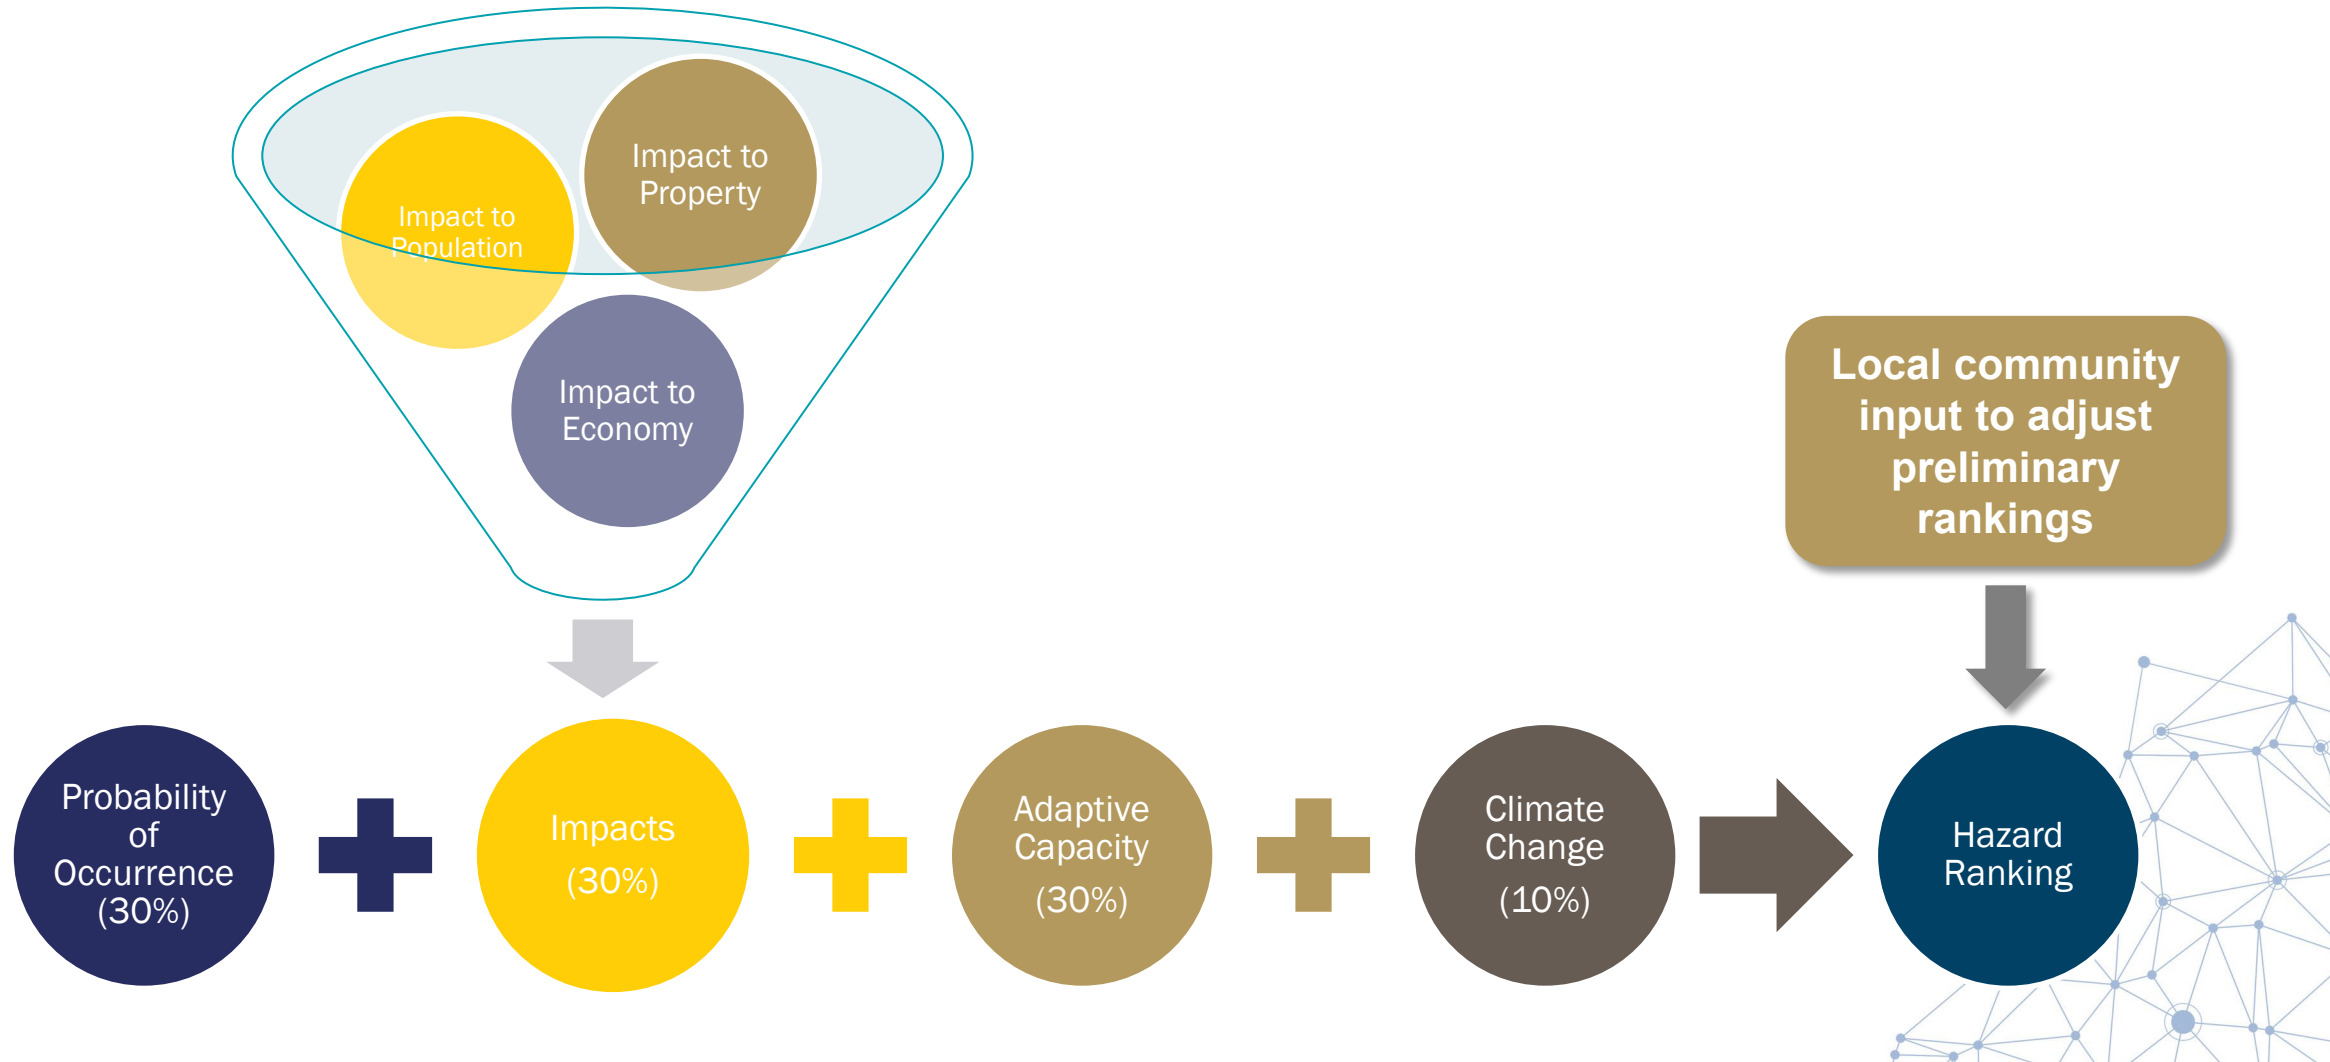 Impact to
Property
Impact to
Population
Impact to
Economy
Local community
input to adjust
preliminary
rankings
Probability
of
Occurrence
(30%)
Impacts
(30%)
Adaptive
Capacity
(30%)
Climate
Change
(10%)
Hazard
Ranking